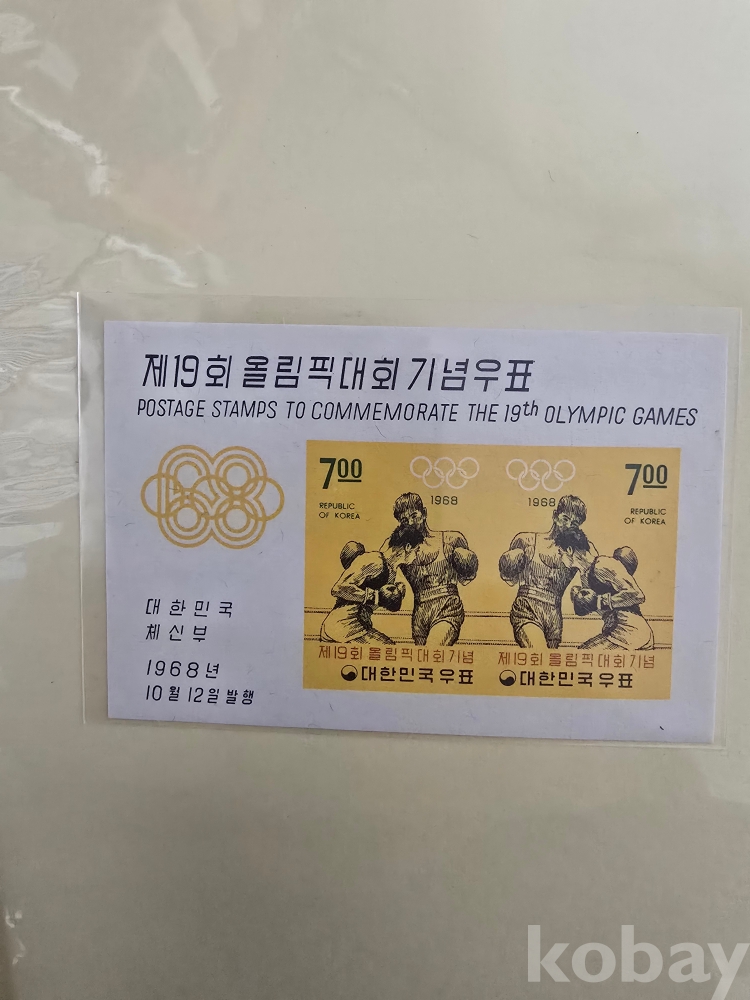 제19회 올림픽대회기념우표
POSTAGE STAMPS TO COMMEMORATE THE 19th OLYMPIC GAMES
68
7 00
1968
REPUBLIC
OF KOREA
제19회 올림픽대회기념
대한민국우표
7 00
1968
REPUBLIC
OF KOREA
제19회 올림픽대회기념
대한민국우표
대한민국
체신부
1968년
10월12일발행
kobay